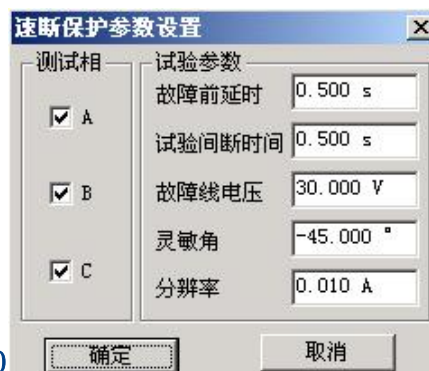 速断保护参数设置
测试相
A
B
C
试验参数
故障前延时 0.500 s
试验间断时间 0.500 s
故障线电压 30.000 V
灵敏角 -45.000 °
分辨率 0.010 A
)
确定 取消